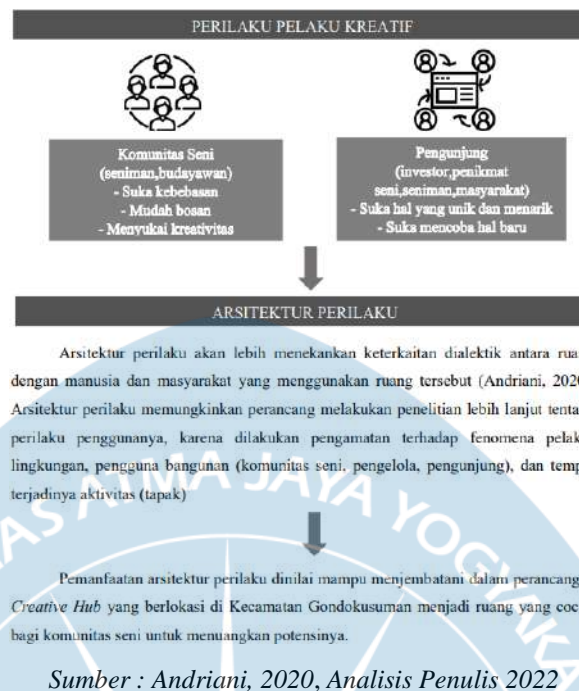 PERILAKU PELAKU KREATIF
Komunitas Seni
(seniman,budayawan)
- Suka kebebasan
- Mudah bosan
- Menyukai kreativitas
Pengunjung
(investor,penikmat
seni,seniman,masyarakat)
- Suka hal yang unik dan menarik
- Suka mencoba hal baru
ARSITEKTUR PERILAKU
Arsitektur perilaku akan lebih menekankan keterkaitan dialektik antara rua
dengan manusia dan masyarakat yang menggunakan ruang tersebut (Andriani, 2020
Arsitektur perilaku memungkinkan perancang melakukan penelitian lebih lanjut tenta
perilaku penggunanya, karena dilakukan pengamatan terhadap fenomena pelak
lingkungan, pengguna bangunan (komunitas seni, pengelola, pengunjung), dan temp
terjadinya aktivitas (tapak)
AS ATMA JAYA YOGYAKA
Pemanfaatan arsitektur perilaku dinilai mampu menjembatani dalam perancang
Creative Hub yang berlokasi di Kecamatan Gondokusuman menjadi ruang yang coc
bagi komunitas seni untuk menuangkan potensinya.
Sumber : Andriani, 2020, Analisis Penulis 2022